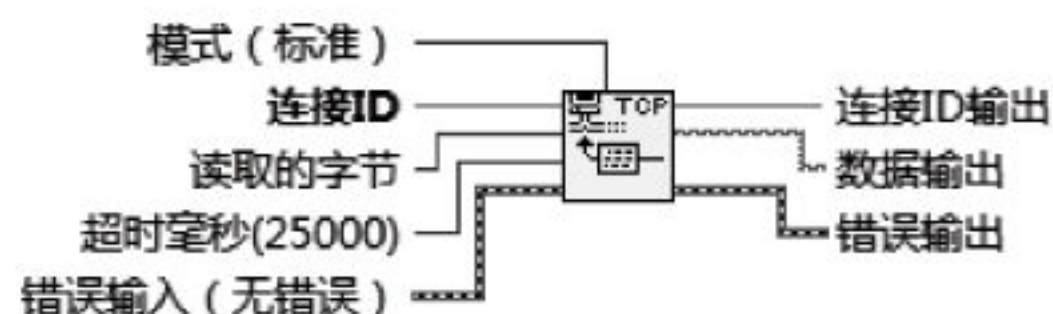 模式（标准）
连接ID
读取的字节
超时毫秒(25000)
错误输入（无错误）
TCP
连接ID输出
数据输出
错误输出